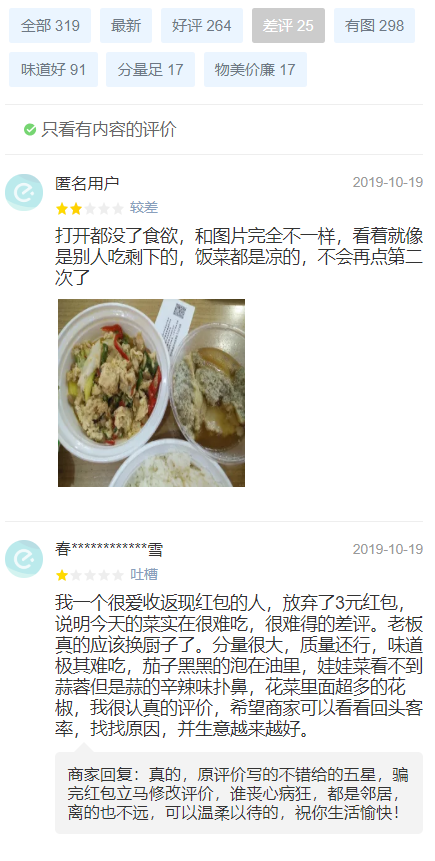 全部 319
最新
好评 264
差评 25
有图 298
味道好 91
分量足 17
物美价廉 17
只看有内容的评价
匿名用户
2019-10-19
较差
打开都没了食欲，和图片完全不一样，看着就像
是别人吃剩下的，饭菜都是凉的，不会再点第二
次了
春************雪
2019-10-19
吐槽
我一个很爱收返现红包的人，放弃了3元红包，
说明今天的菜实在很难吃，很难得的差评。老板
真的应该换厨子了。分量很大，质量还行，味道
极其难吃，茄子黑黑的泡在油里，娃娃菜看不到
蒜蓉但是蒜的辛辣味扑鼻，花菜里面超多的花
椒，我很认真的评价，希望商家可以看看回头客
率，找找原因，并生意越来越好。
商家回复：真的，原评价写的不错给的五星，骗
完红包立马修改评价，谁丧心病狂，都是邻居，
离的也不远，可以温柔以待的，祝你生活愉快！